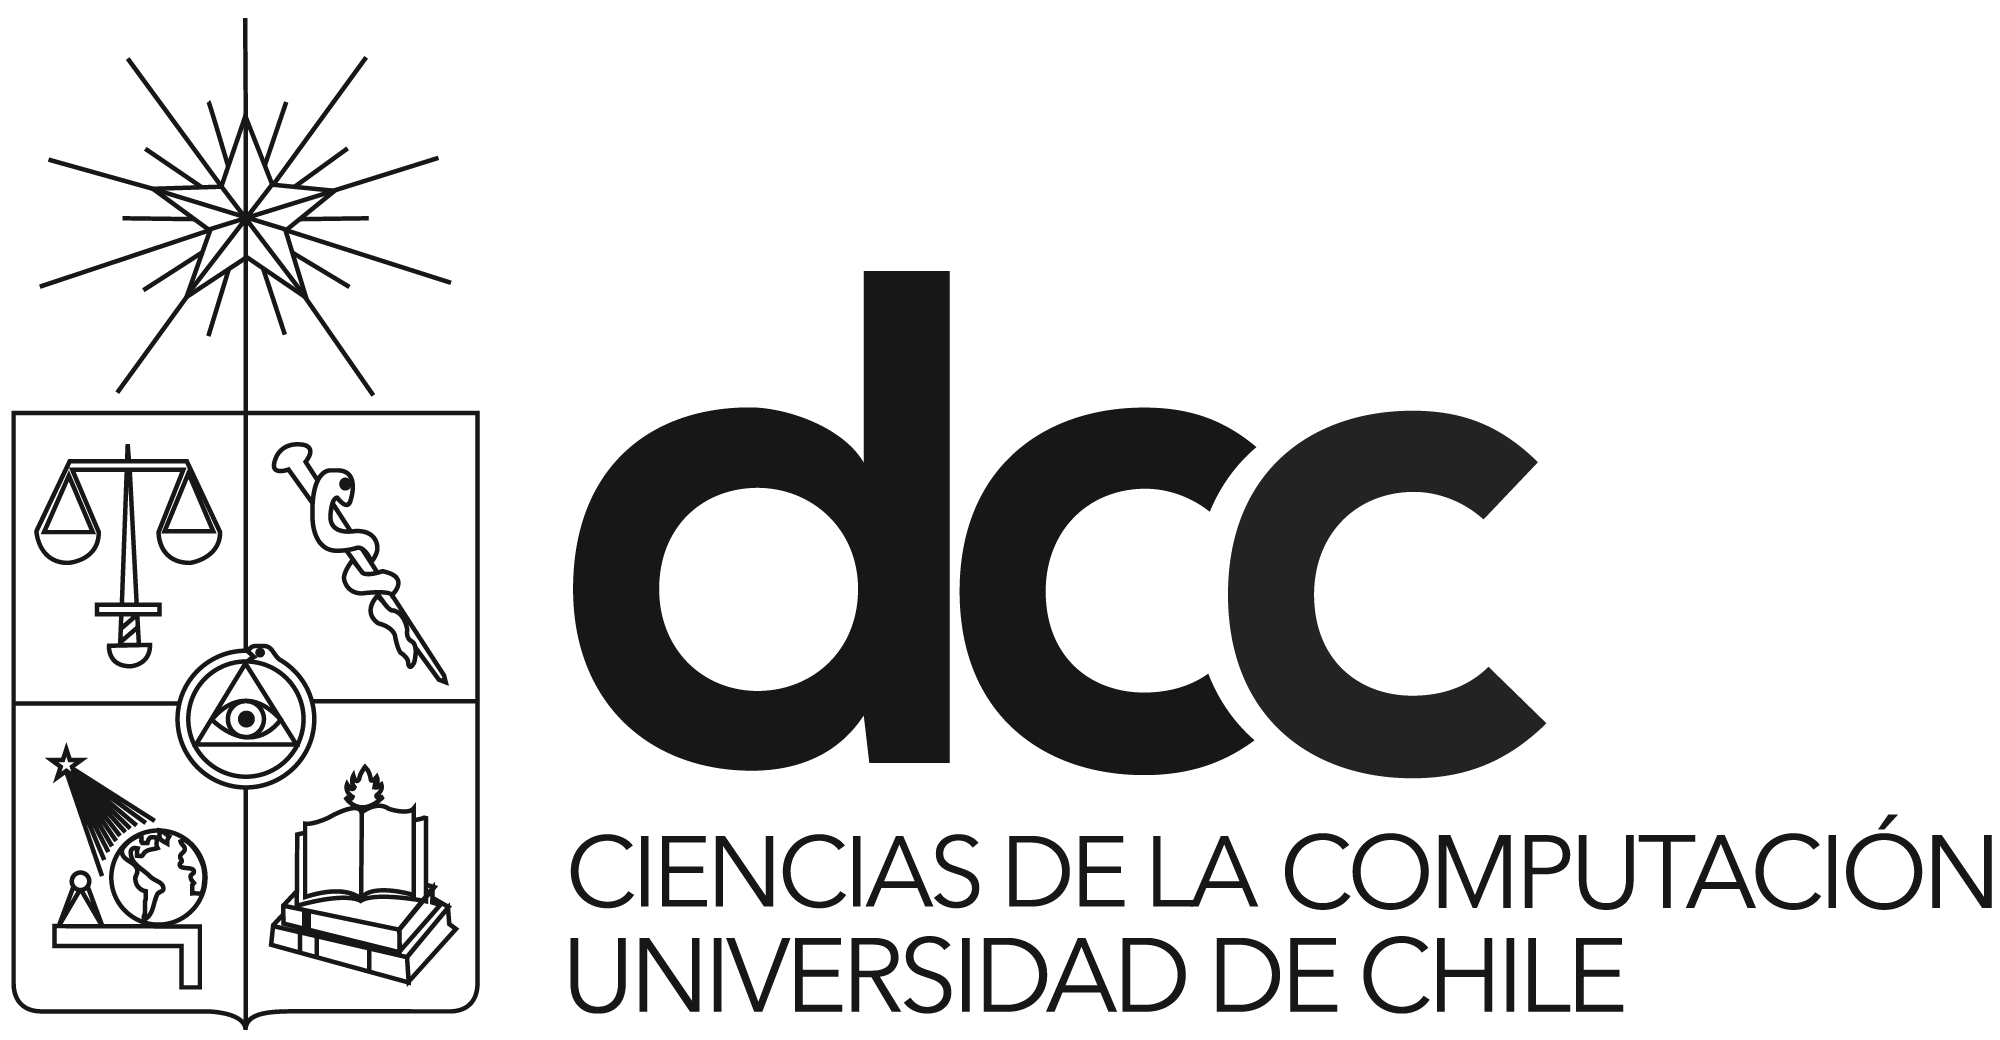 dcc
CIENCIAS DE LA COMPUTACIÓN
UNIVERSIDAD DE CHILE